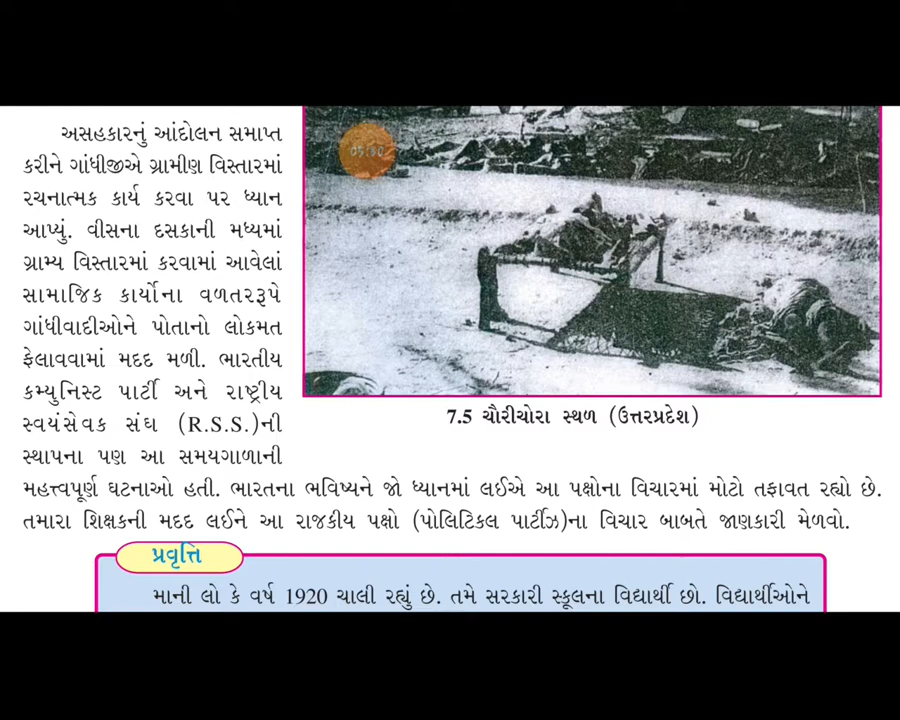 અસહકારનું આંદોલન સમાપ્ત
કરીને ગાંધીજીએ ગ્રામીણ વિસ્તારમાં
રચનાત્મક કાર્ય કરવા પર ધ્યાન
આપ્યું. વીસના દસકાની મધ્યમાં
ગ્રામ્ય વિસ્તારમાં કરવામાં આવેલાં
સામાજિક કાર્યોના વળતરરૂપે
ગાંધીવાદીઓને પોતાનો લોકમત
ફેલાવવામાં મદદ મળી. ભારતીય
કમ્યુનિસ્ટ પાર્ટી અને રાષ્ટ્રીય
સ્વયંસેવક સંઘ (R.S.S.)ની
સ્થાપના પણ આ સમયગાળાની
મહત્ત્વપૂર્ણ ઘટનાઓ હતી. ભારતના ભવિષ્યને જો ધ્યાનમાં લઈએ આ પક્ષોના વિચારમાં મોટો તફાવત રહ્યો છે.
તમારા શિક્ષકની મદદ લઈને આ રાજકીય પક્ષો (પોલિટિકલ પાર્ટીઝ)ના વિચાર બાબતે જાણકારી મેળવો.
7.5 ચૌરીચોરા સ્થળ (ઉત્તરપ્રદેશ)
પ્રવૃત્તિ
માની લો કે વર્ષ 1920 ચાલી રહ્યું છે. તમે સરકારી સ્કૂલના વિદ્યાર્થી છો. વિદ્યાર્થીઓને